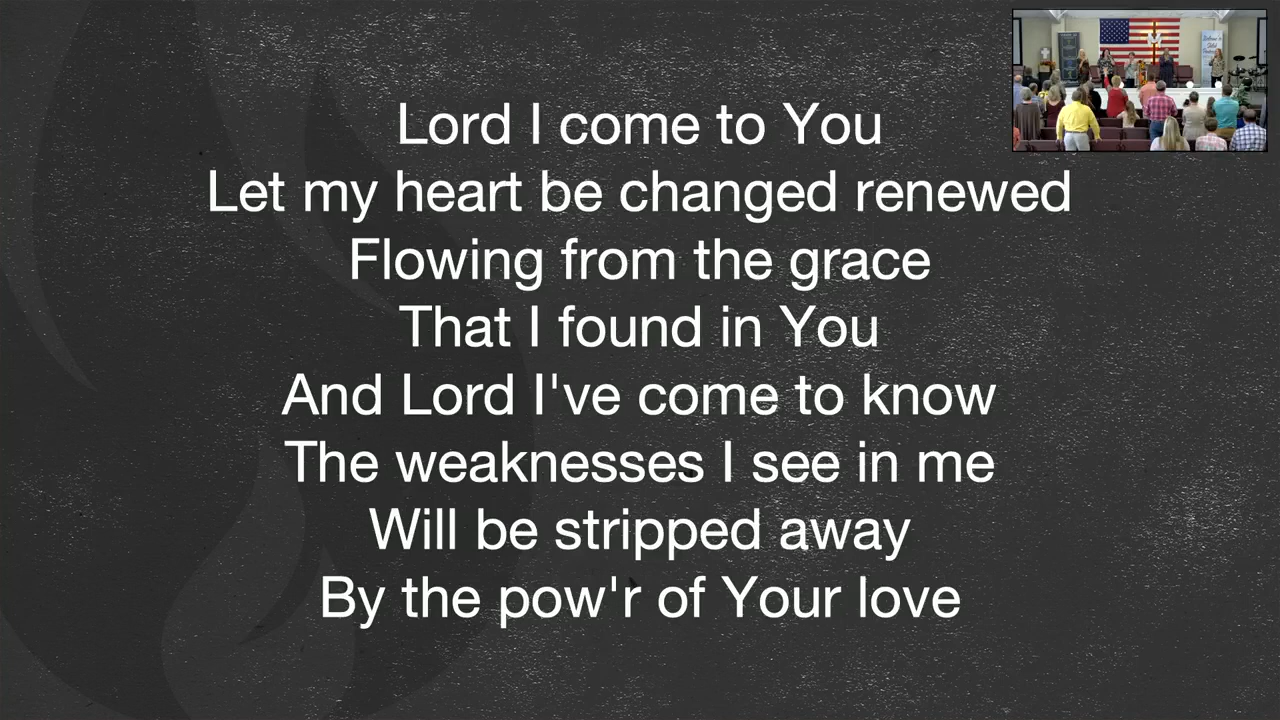 Lord I come to You
Let my heart be changed renewed
Flowing from the grace
That I found in You
And Lord I've come to know
The weaknesses I see in me
Will be stripped away
By the pow'r of Your love